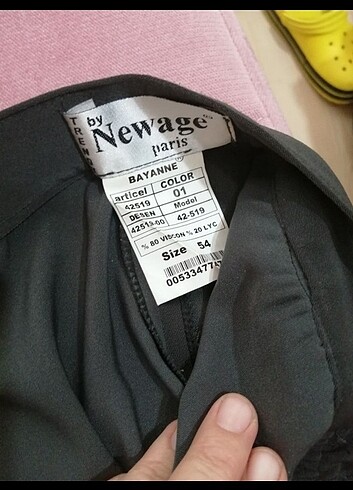 TREND
by
Newage
paris
BAYANNE
articel COLOR
42519 01
DESEN Model
42519-00 42-519
% 80 VISCON % 20 LYC
Size 54